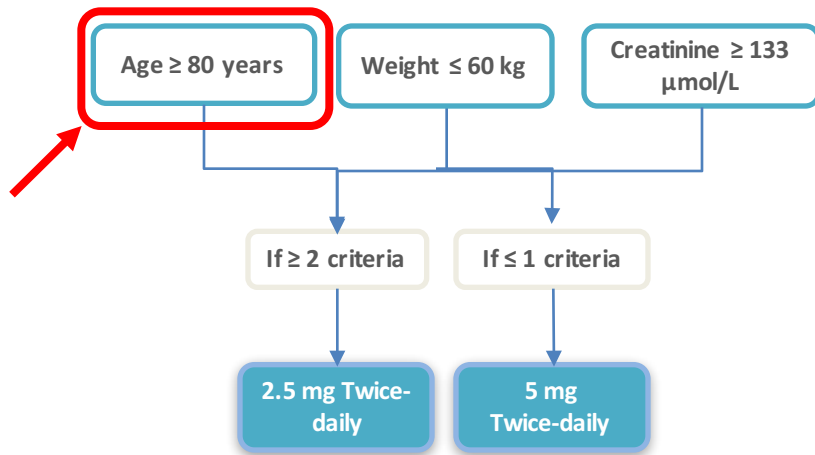 Age ≥ 80 years
Weight ≤ 60 kg
Creatinine ≥ 133
µmol/L
If ≥ 2 criteria
If ≤ 1 criteria
2.5 mg Twice-
daily
5 mg
Twice-daily